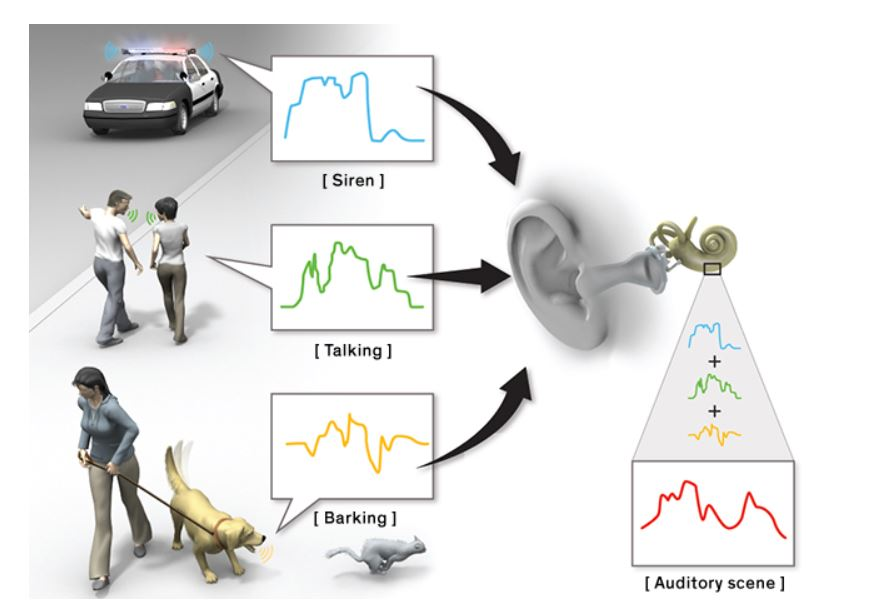 [ Siren ]
[ Talking ]
[ Barking ]
+
+
[ Auditory scene ]